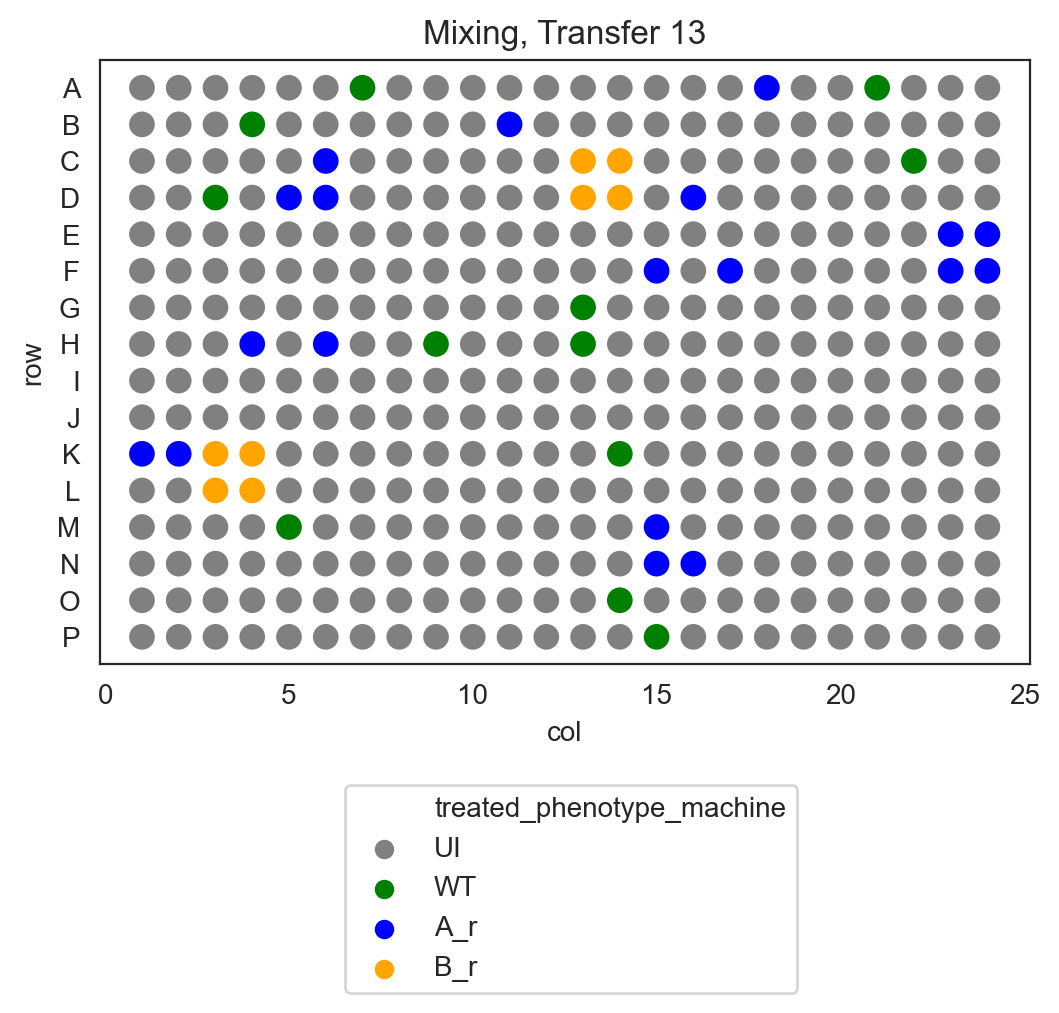 Mixing, Transfer 13
row
A
B
C
D
E
F
G
H
I
J
K
L
M
N
O
P
0 5 10 15 20 25
col
treated_phenotype_machine
UI
WT
A_r
B_r